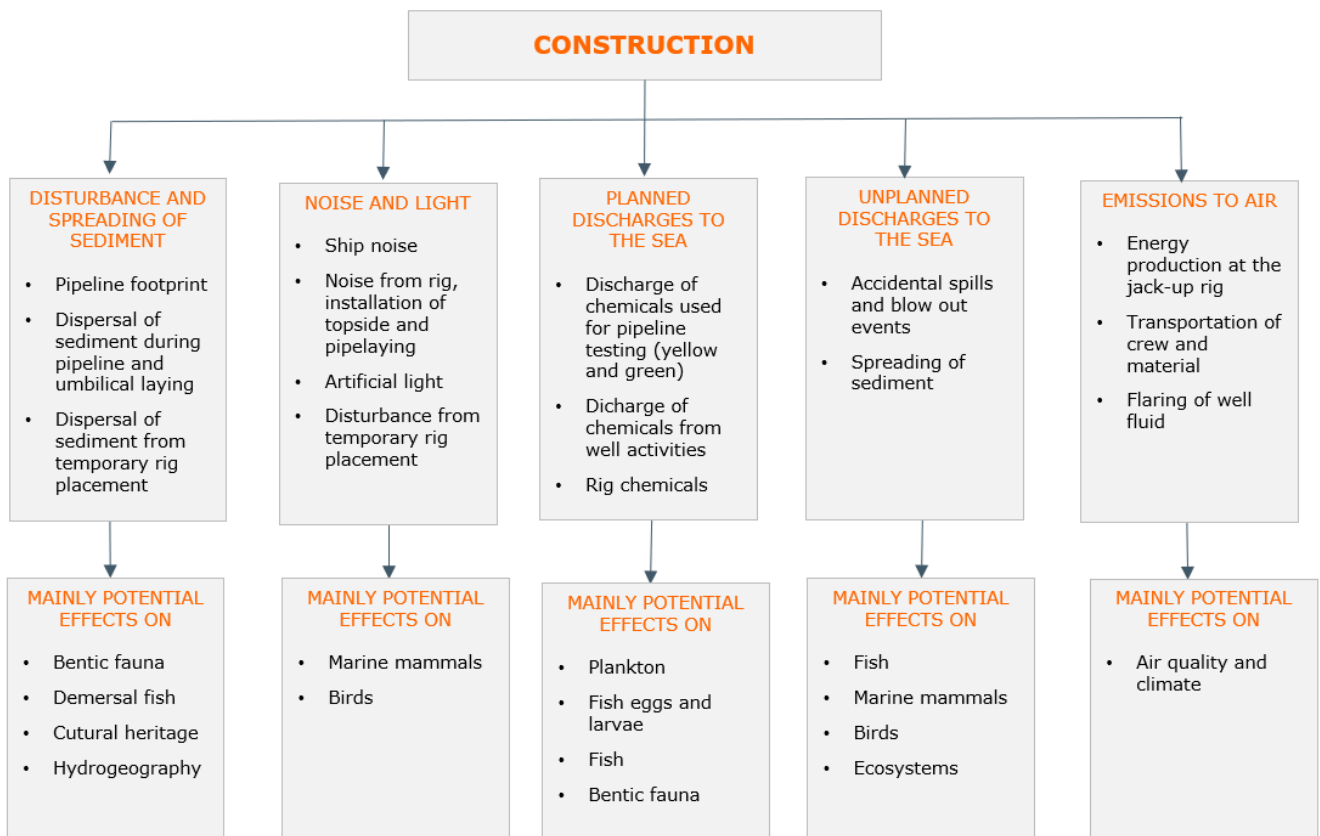 CONSTRUCTION
DISTURBANCE AND
SPREADING OF
SEDIMENT
• Pipeline footprint
• Dispersal of
sediment during
pipeline and
umbilical laying
• Dispersal of
sediment from
temporary rig
placement
NOISE AND LIGHT
• Ship noise
• Noise from rig,
installation of
topside and
pipelaying
• Artificial light
• Disturbance from
temporary rig
placement
PLANNED
DISCHARGES TO
THE SEA
• Discharge of
chemicals used
for pipeline
testing (yellow
and green)
• Dicharge of
chemicals from
well activities
• Rig chemicals
UNPLANNED
DISCHARGES TO
THE SEA
• Accidental spills
and blow out
events
• Spreading of
sediment
EMISSIONS TO AIR
• Energy
production at the
jack-up rig
• Transportation of
crew and
material
• Flaring of well
fluid
MAINLY POTENTIAL
EFFECTS ON
• Bentic fauna
• Demersal fish
• Cutural heritage
• Hydrogeography
MAINLY POTENTIAL
EFFECTS ON
• Marine mammals
• Birds
MAINLY POTENTIAL
EFFECTS ON
• Plankton
• Fish eggs and
larvae
• Fish
• Bentic fauna
MAINLY POTENTIAL
EFFECTS ON
• Fish
• Marine mammals
• Birds
• Ecosystems
MAINLY POTENTIAL
EFFECTS ON
• Air quality and
climate